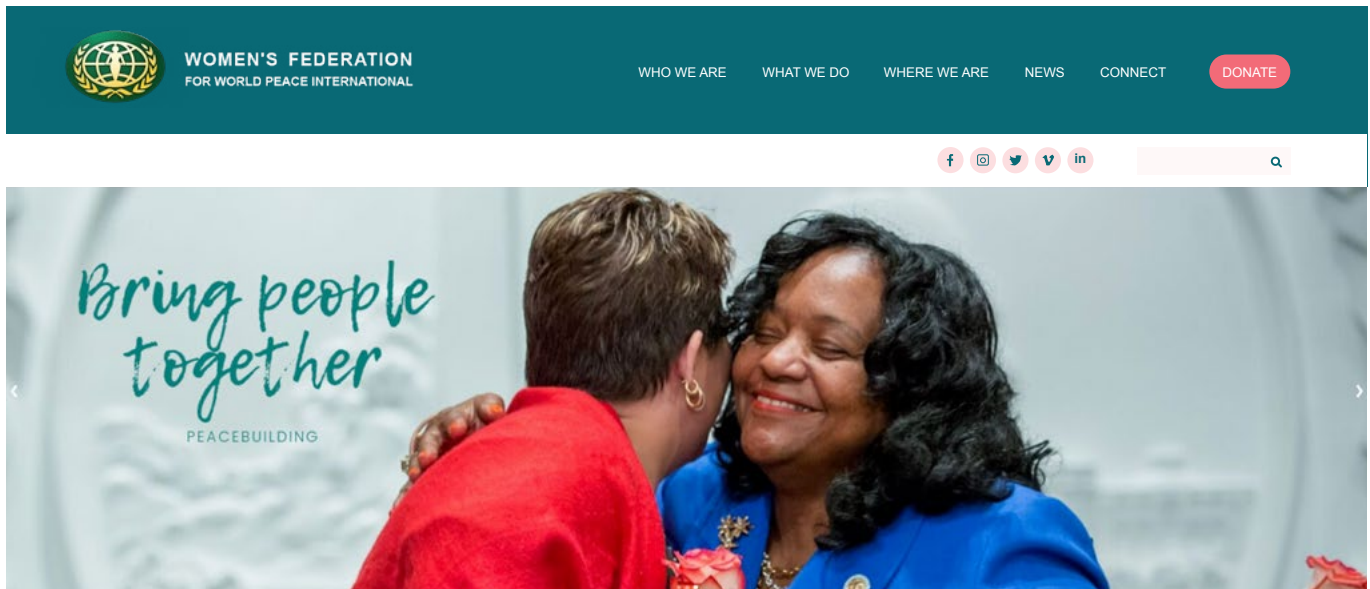 WOMEN'S FEDERATION
FOR WORLD PEACE INTERNATIONAL
WHO WE ARE
WHAT WE DO
WHERE WE ARE
NEWS
CONNECT
DONATE
Bring people
together
PEACEBUILDING